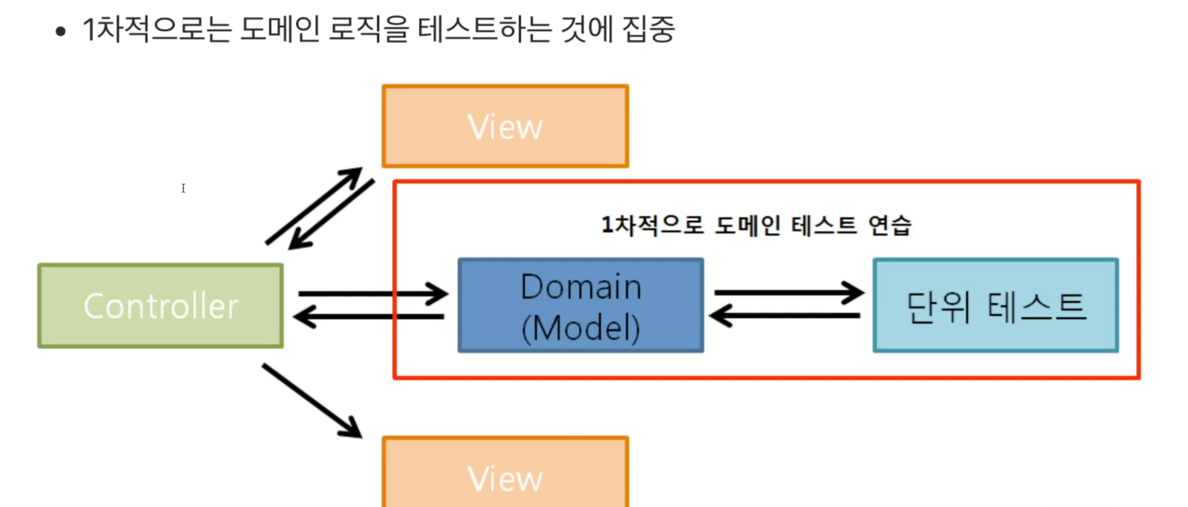 • 1차적으로는 도메인 로직을 테스트하는 것에 집중
View
1차적으로 도메인 테스트 연습
Controller
Domain
(Model)
단위 테스트
View